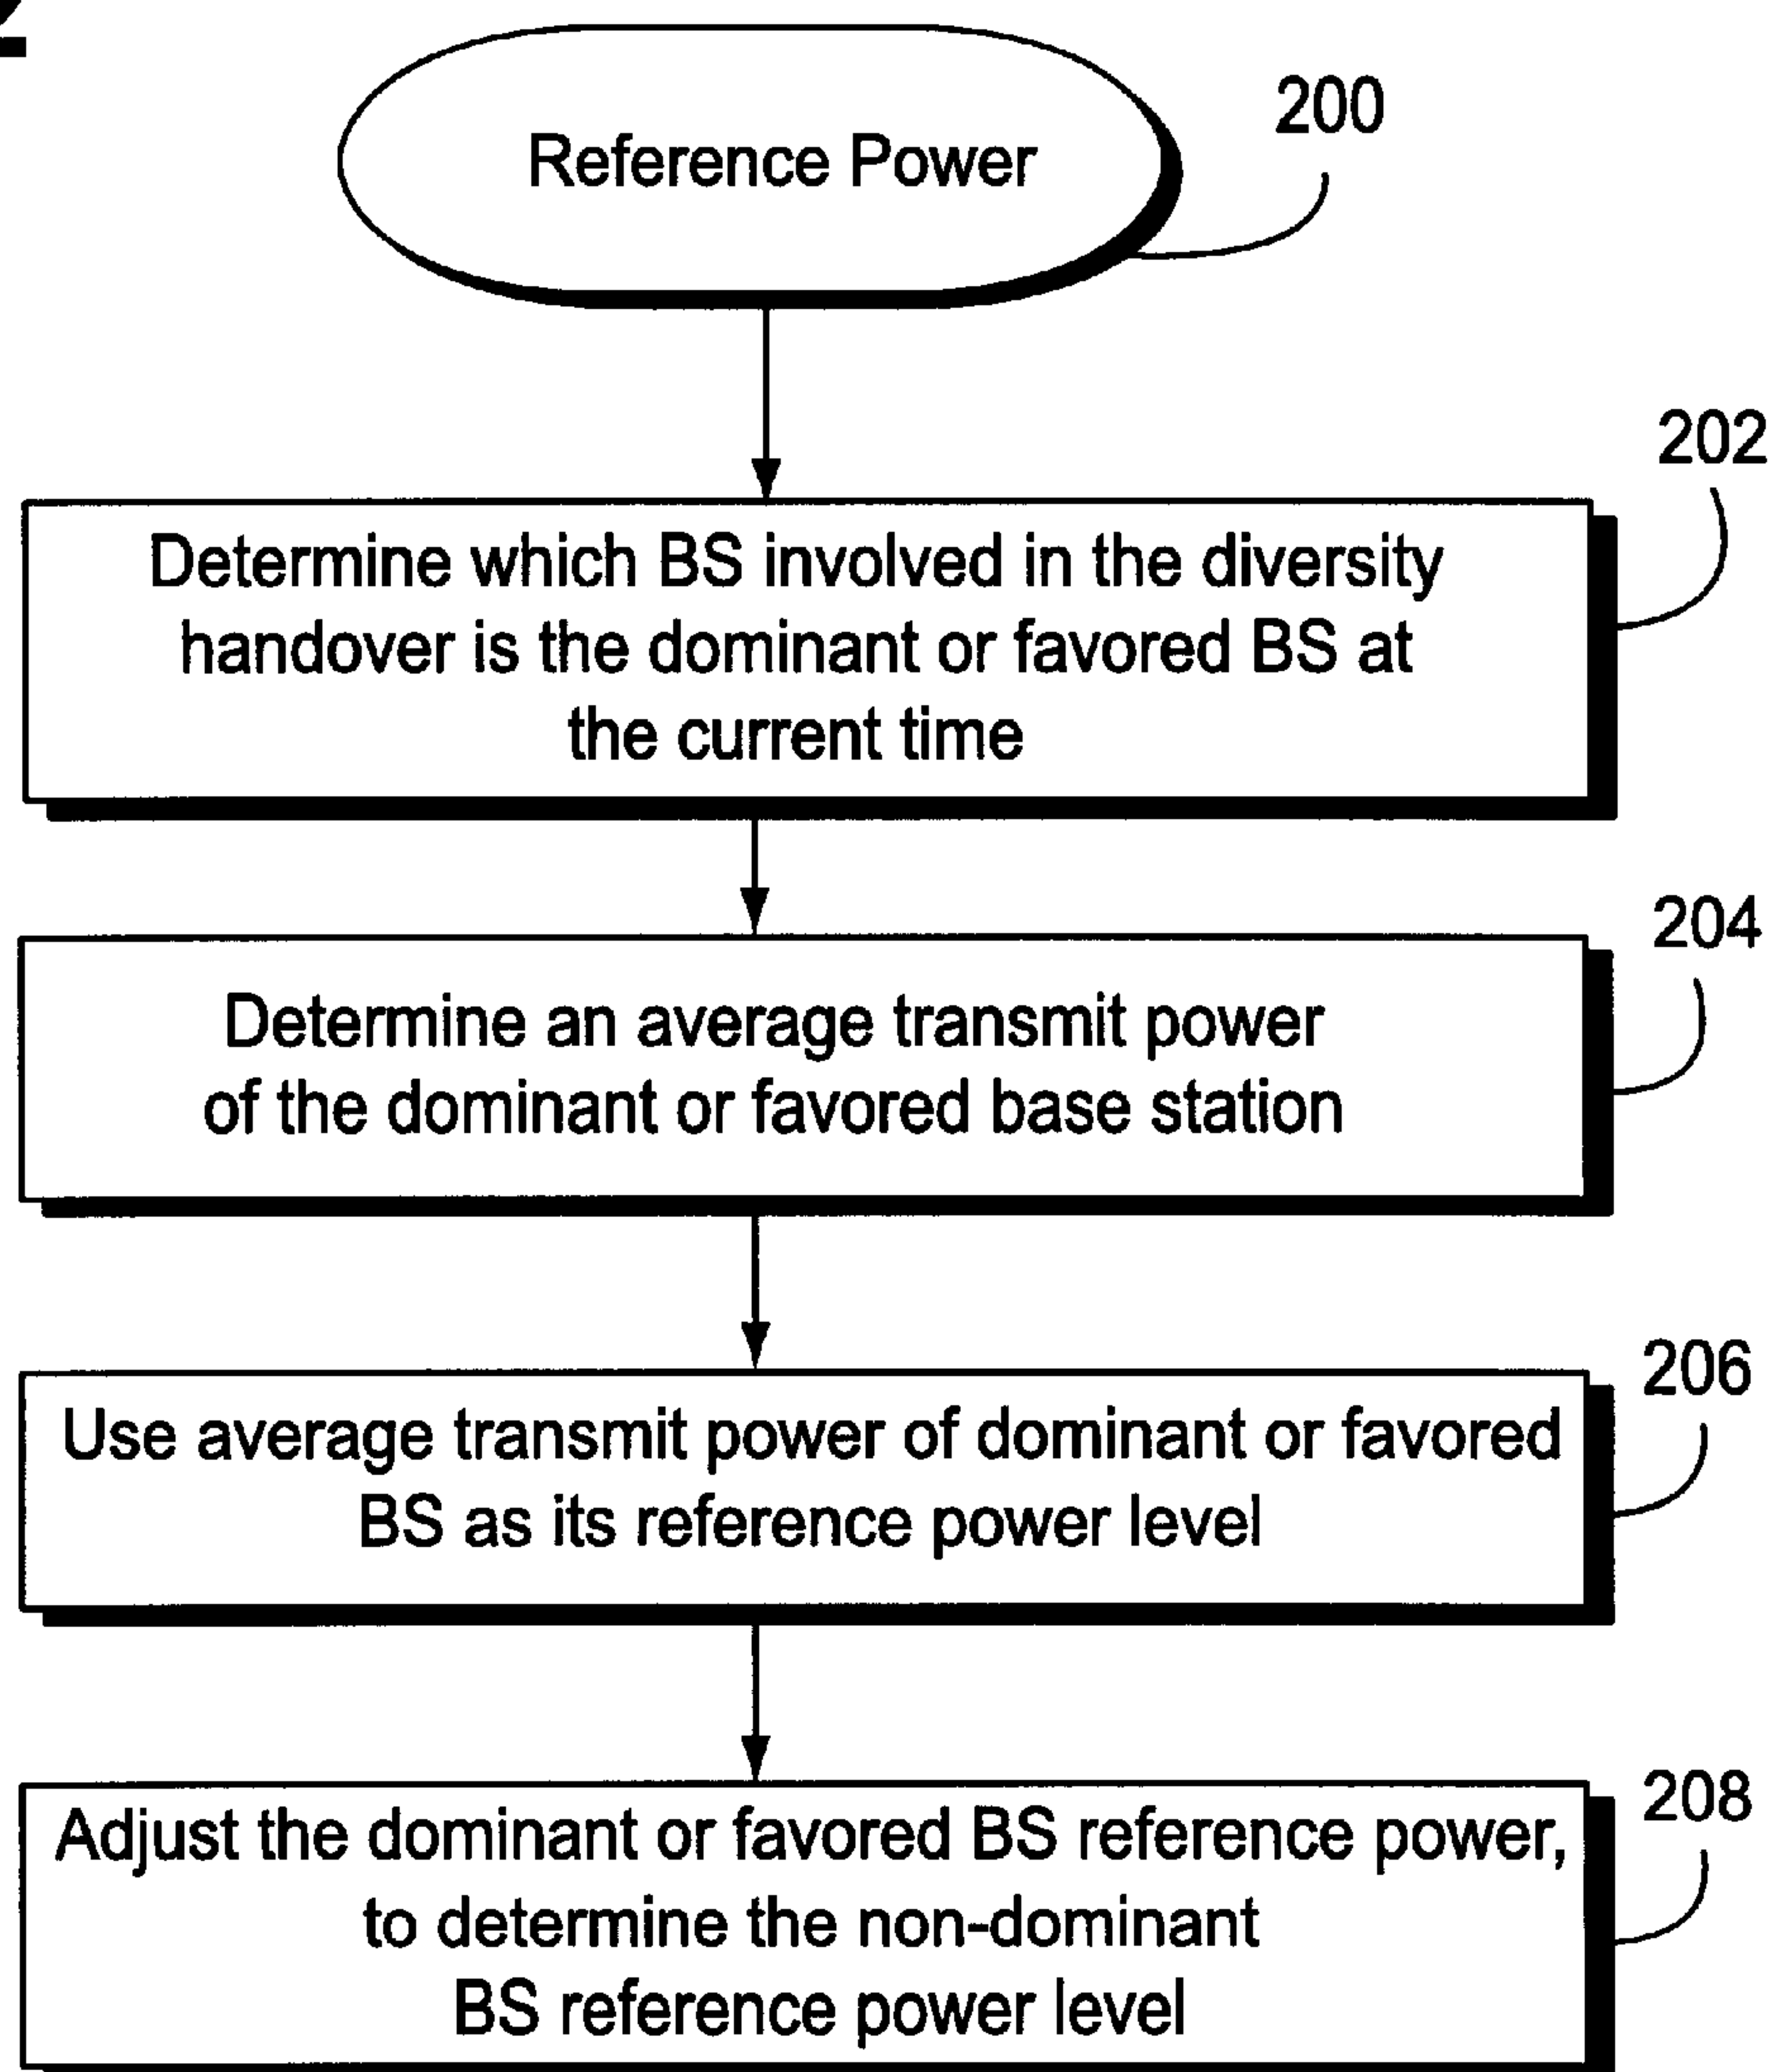 Reference Power
200
202
Determine which BS involved in the diversity
handover is the dominant or favored BS at
the current time
204
Determine an average transmit power
of the dominant or favored base station
206
Use average transmit power of dominant or favored
BS as its reference power level
208
Adjust the dominant or favored BS reference power,
to determine the non-dominant
BS reference power level